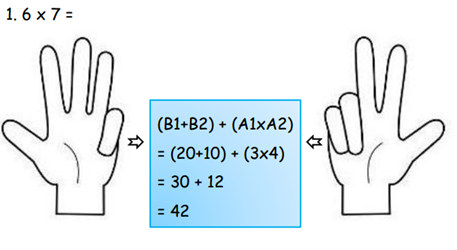 1. 6 x 7 =
(B1+B2) + (A1xA2)
= (20+10) + (3x4)
= 30 + 12
= 42